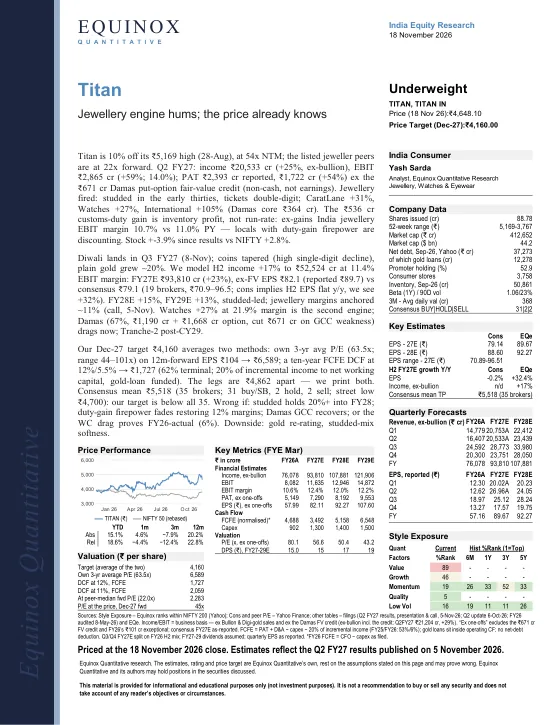 EQUINOX
QUANTITATIVE
India Equity Research
18 November 2026
Titan
Jewellery engine hums; the price already knows
Underweight
TITAN, TITAN IN
Price (18 Nov 26):₹4,648.10
Price Target (Dec-27):₹4,160.00
Titan is 10% off its ₹5,169 high (28-Aug), at 54x NTM; the listed jeweller peers
are at 22x forward. Q2 FY27: income ₹20,533 cr (+25%, ex-bullion), EBIT
₹2,865 cr (+59%; 14.0%); PAT ₹2,393 cr reported, ₹1,722 cr (+54%) ex the
₹671 cr Damas put-option fair-value credit (non-cash, not earnings). Jewellery
fired: studded in the early thirties, tickets double-digit; CaratLane +31%,
Watches +27%, International +105% (Damas core ₹364 cr). The ₹536 cr
customs-duty gain is inventory profit, not run-rate: ex-gains India jewellery
EBIT margin 10.7% vs 11.0% PY — locals with duty-gain firepower are
discounting. Stock +-3.9% since results vs NIFTY +2.8%.
Diwali lands in Q3 FY27 (8-Nov); coins tapered (high single-digit decline),
plain gold grew ~20%. We model H2 income +17% to ₹52,524 cr at 11.4%
EBIT margin: FY27E ₹93,810 cr (+23%), ex-FV EPS ₹82.1 (reported ₹89.7) vs
consensus ₹79.1 (19 brokers, ₹70.9–96.5; cons implies H2 EPS flat y/y, we see
+32%). FY28E +15%, FY29E +13%, studded-led; jewellery margins anchored
~11% (call, 5-Nov). Watches +27% at 21.9% margin is the second engine;
Damas (67%, ₹1,190 cr + ₹1,668 cr option, cut ₹671 cr on GCC weakness)
drags now; Tranche-2 post-CY29.
Our Dec-27 target ₹4,160 averages two methods: own 3-yr avg P/E (63.5x;
range 44–101x) on 12m-forward EPS ₹104 → ₹6,589; a ten-year FCFE DCF at
12%/5.5% → ₹1,727 (62% terminal; 20% of incremental income to net working
capital, gold-loan funded). The legs are ₹4,862 apart — we print both.
Consensus mean ₹5,518 (35 brokers; 31 buy/SB, 2 hold, 2 sell; street low
₹4,700): our target is below all 35. Wrong if: studded holds 20%+ into FY28;
duty-gain firepower fades restoring 12% margins; Damas GCC recovers; or the
WC drag proves FY26-actual (6%). Downside: gold re-rating, studded-mix
softness.
India Consumer
Yash Sarda
Analyst, Equinox Quantitative
Jewellery, Watches & Eyewear
Company Data
Shares issued (cr) 88.78
52-week range (₹) 5,169-3,767
Market cap (₹ cr) 412,652
Market cap ($ bn) 44.2
Net debt, Sep-26, Yahoo (₹ cr) 37,273
of which gold loans (cr) 12,278
Promoter holding (%) 52.9
Consumer stores 3,758
Inventory, Sep-26 (cr) 50,861
Beta (1Y) / 90D vol 1.06/23%
3M - Avg daily val (cr) 368
Consensus BUY|HOLD|SELL 31|2|2
Key Estimates
Cons EQe
EPS - 27E (₹) 79.14 89.67
EPS - 28E (₹) 88.60 92.27
EPS range - 27E (₹) 70.89-96.51
H2 FY27 growth Y/Y Cons EQe
EPS -0.2% +32.4%
Income, ex-bullion n/d +17%
Consensus mean TP ₹5,518 (35 brokers)
Quarterly Forecasts
Revenue, ex-bullion (₹ cr) FY26A FY27E FY28E
Q1 14,779 20,753A 22,412
Q2 16,407 20,533A 23,439
Q3 24,592 28,773 33,980
Q4 20,300 23,751 28,050
FY 76,078 93,810 107,881
EPS, reported (₹) FY26A FY27E FY28E
Q1 12.30 20.02A 20.23
Q2 12.62 26.96A 24.05
Q3 18.97 25.12 28.24
Q4 13.27 17.57 19.75
FY 57.16 89.67 92.27
Style Exposure
Quant Current Hist %Rank (1=Top)
Factors %Rank 6M 1Y 3Y 5Y
Value 89 - - - -
Growth 46 - - - -
Momentum 19 26 33 52 33
Quality 5 - - - -
Low Vol 16 19 11 11 26
Price Performance
6,000
5,000
4,000
3,000
Jan 26 Apr 26 Jul 26 Oct 26
TITAN (₹) NIFTY 50 (rebased)
YTD 1m 3m 12m
Abs 15.1% 4.6% −7.9% 20.2%
Rel 18.6% −4.4% −12.4% 22.8%
Valuation (₹ per share)
Target (average of the two) 4,160
Own 3-yr average P/E (63.5x) 6,589
DCF at 12%, FCFE 1,727
DCF at 11%, FCFE 2,059
At peer-median fwd P/E (22.0x) 2,283
P/E at the price, Dec-27 fwd 45x
Key Metrics (FYE Mar)
₹ in crore FY26A FY27E FY28E FY29E
Financial Estimates
Income, ex-bullion 76,078 93,810 107,881 121,906
EBIT 8,082 11,635 12,946 14,872
EBIT margin 10.6% 12.4% 12.0% 12.2%
PAT, ex one-offs 5,149 7,290 8,192 9,553
EPS, ex one-offs (₹) 57.99 82.11 92.27 107.60
Cash Flow
FCFE (normalised)* 4,688 3,492 5,158 6,548
Capex 902 1,300 1,400 1,500
Valuation
P/E (x, ex one-offs) 80.1 56.6 50.4 43.2
DPS (₹), FY27-29E 15.0 15 17 19
Priced at the 18 November 2026 close. Estimates reflect the Q2 FY27 results published on 5 November 2026.
Equinox Quantitative research. The estimates, rating and price target are Equinox Quantitative's own, rest on the assumptions stated on this page and may prove wrong. Equinox
Quantitative and its authors may hold positions in the securities discussed.
This material is provided for informational and educational purposes only (not investment purposes). It is not a recommendation to buy or sell any security and does not
take account of any reader's objectives or circumstances.
Equinox Quantitative